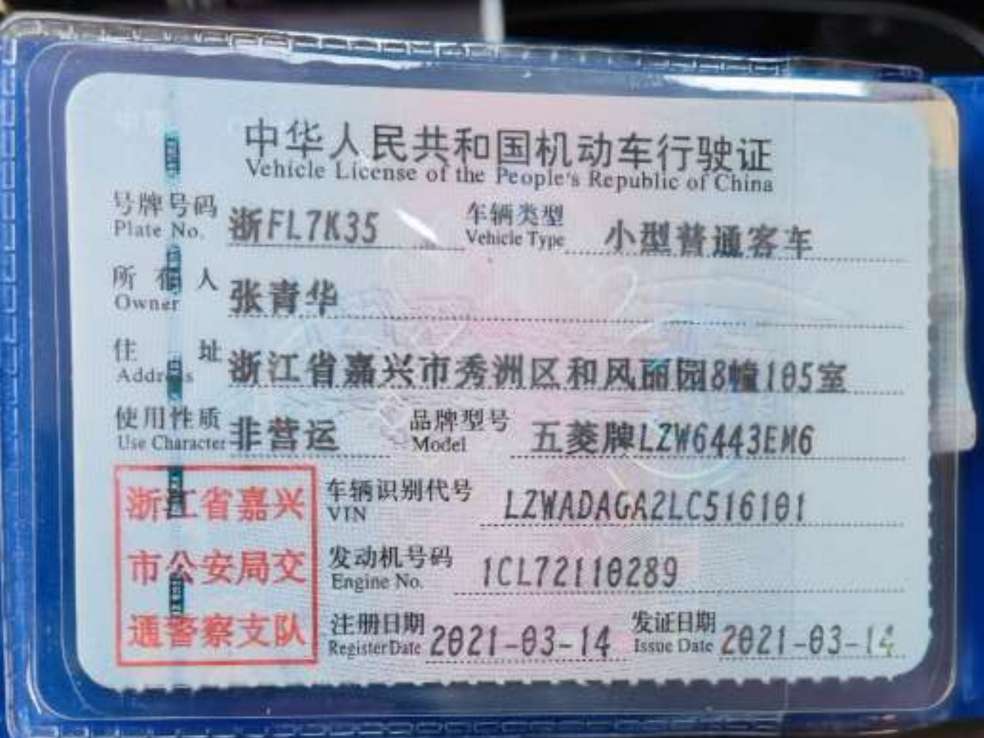 中华人民共和国机动车行驶证
Vehicle License of the People's Republic of China
号牌号码 浙FL7K35 车辆类型 小型普通客车
Plate No. Vehicle Type
所有人 张青华
Owner
住址 浙江省嘉兴市秀洲区和风丽园8幢105室
Address
使用性质 非营运 品牌型号 五菱牌LZW6443EM6
Use Character Model
浙江省嘉兴 车辆识别代号 LZWADAGA2LC516101
VIN
市公安局交 发动机号码 1CL72110289
Engine No.
通警察支队 注册日期 2021-03-14 发证日期 2021-03-14
Register Date Issue Date